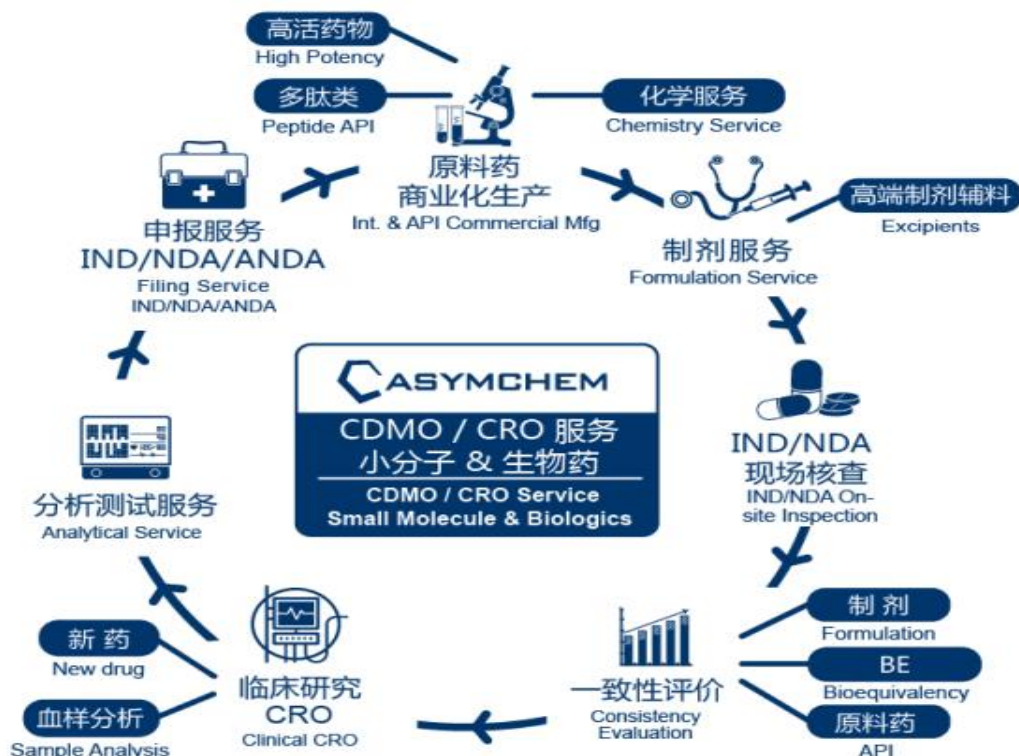 高活药物
High Potency
多肽类
Peptide API
化学服务
Chemistry Service
原料药
商业化生产
Int. & API Commercial Mfg
高端制剂辅料
Excipients
制剂服务
Formulation Service
申报服务
IND/NDA/ANDA
Filing Service
IND/NDA/ANDA
ASYMCHEM
CDMO / CRO 服务
小分子 & 生物药
CDMO / CRO Service
Small Molecule & Biologics
IND/NDA
现场核查
IND/NDA On-
site Inspection
分析测试服务
Analytical Service
制 剂
Formulation
BE
Bioequivalency
原料药
API
一致性评价
Consistency
Evaluation
临床研究
CRO
Clinical CRO
新 药
New drug
血样分析
Sample Analysis